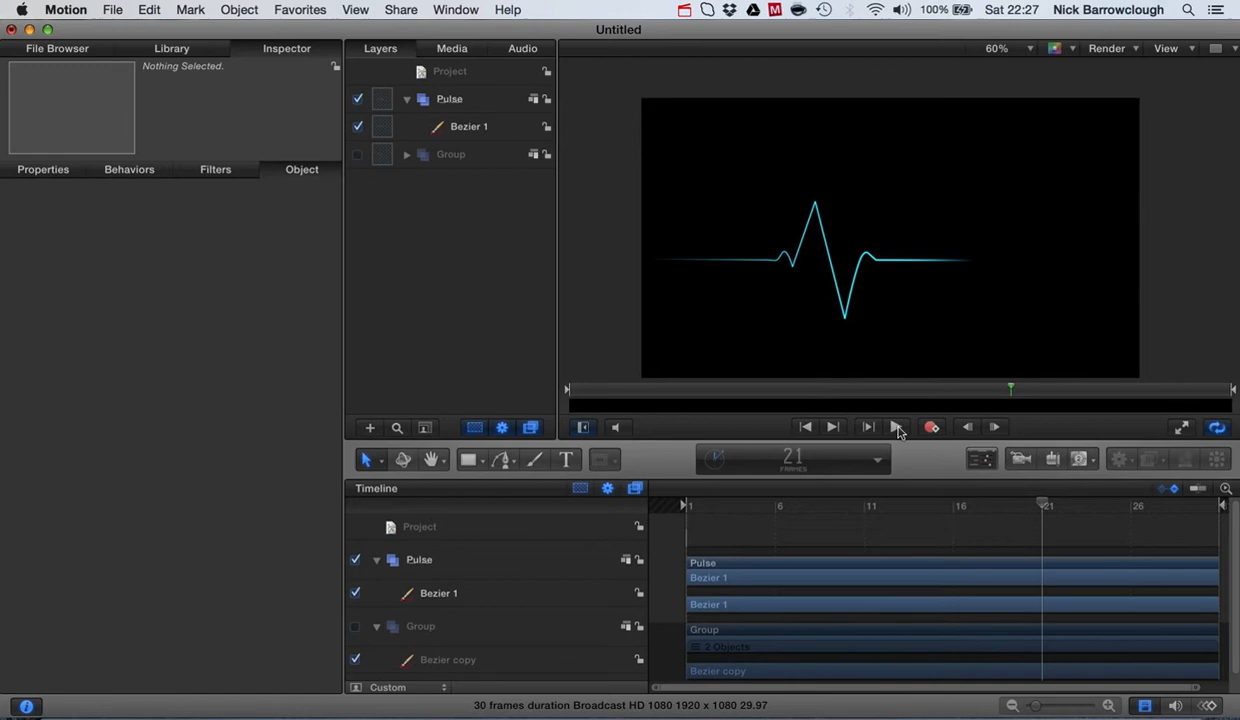 Motion File Edit Mark Object Favorites View Share Window Help 100% Sat 22:27 Nick Barrowclough
Untitled
File Browser Library Inspector Layers Media Audio 60% Render View
Nothing Selected.
Project
Pulse
Bezier 1
Group
Properties Behaviors Filters Object
T 21
FRAMES
Timeline
1 6 11 16 21 26
Project
Pulse Pulse
Bezier 1
Bezier 1 Bezier 1
Group Group
2 Objects
Bezier copy Bezier copy
Custom
30 frames duration Broadcast HD 1080 1920 x 1080 29.97